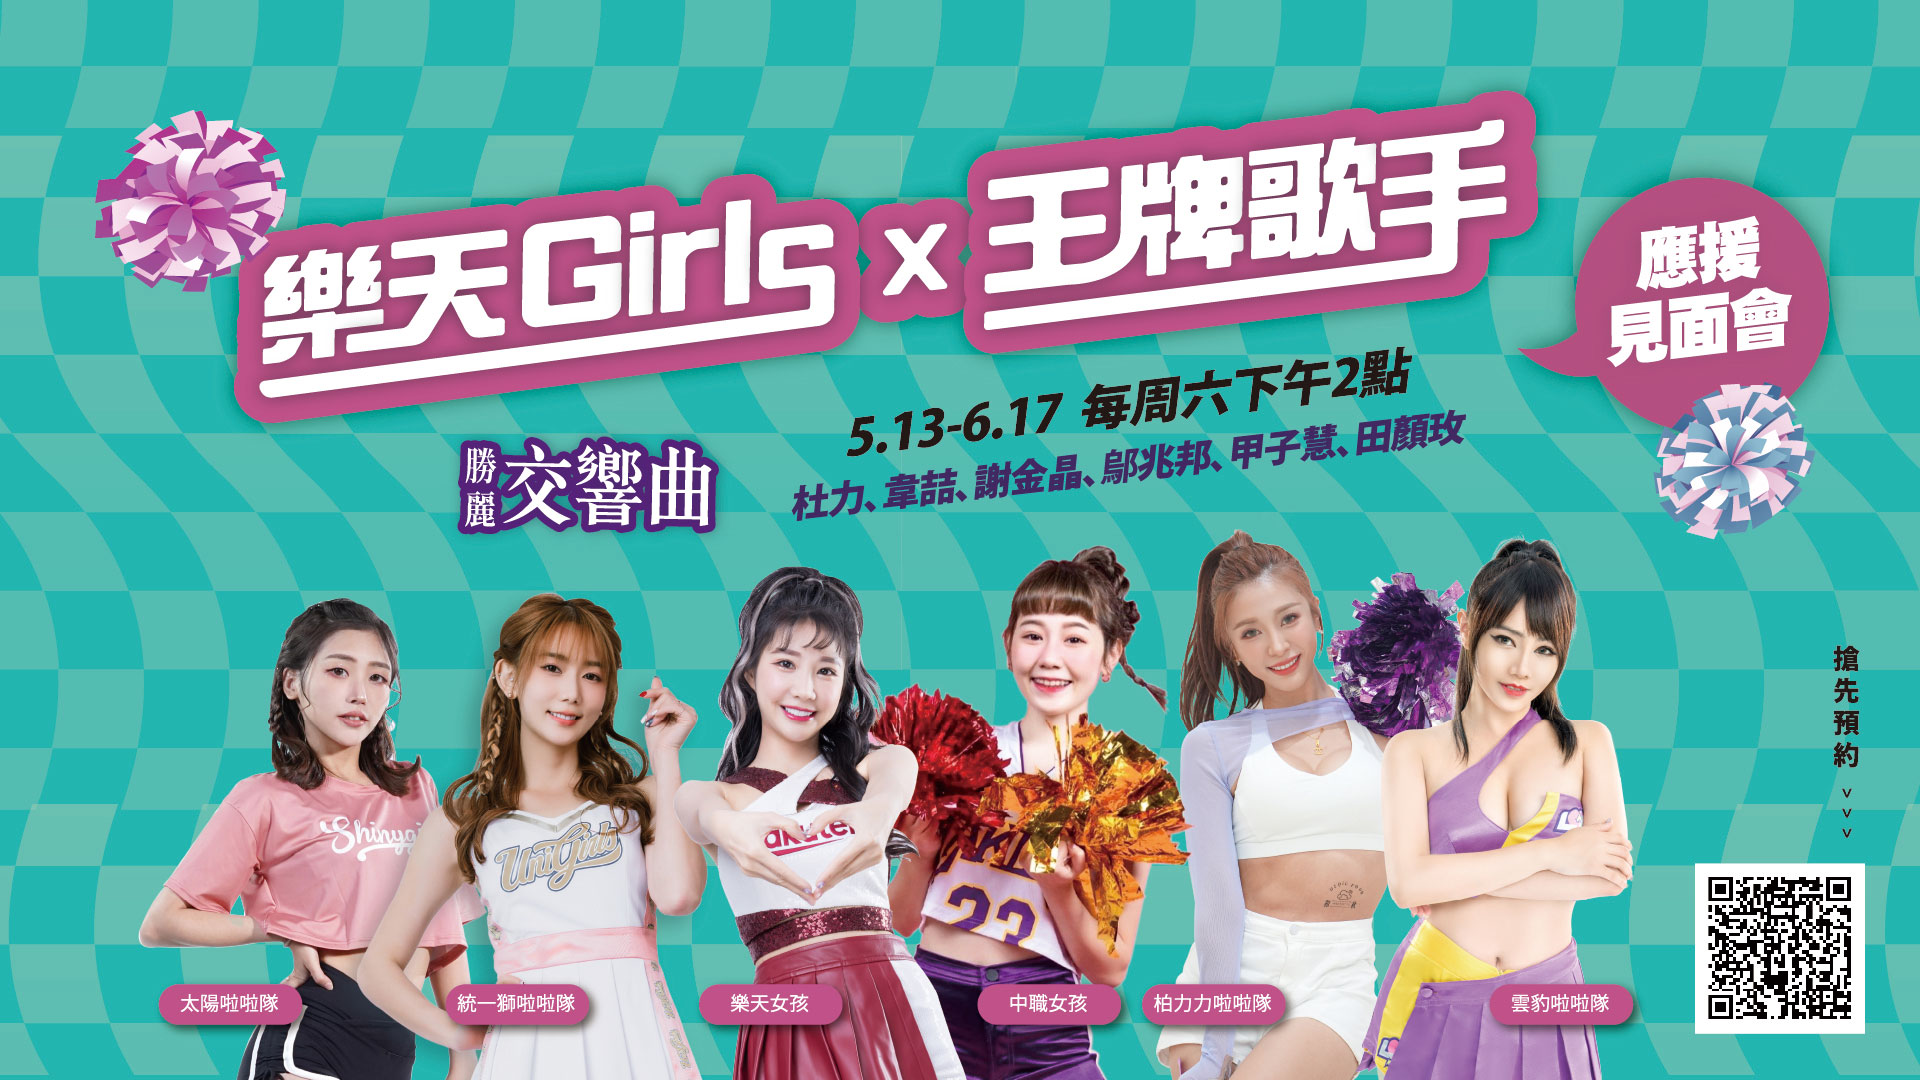 樂天Girls x 王牌歌手
應援
見面會
5.13-6.17 每周六下午2點
杜力、韋喆、謝金晶、鄔兆邦、甲子慧、田顏玫
勝麗交響曲
搶先預約
Shinyg
UniGirls
akuten
23
太陽啦啦隊
統一獅啦啦隊
樂天女孩
中職女孩
柏力力啦啦隊
雲豹啦啦隊